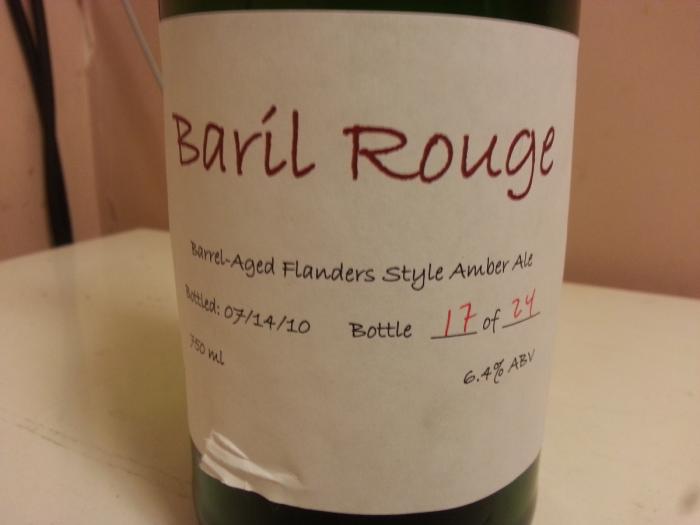 Baril Rouge
Barrel-Aged Flanders Style Amber Ale
Bottled: 07/14/10 Bottle 17 of 24
750 ml 6.4% ABV